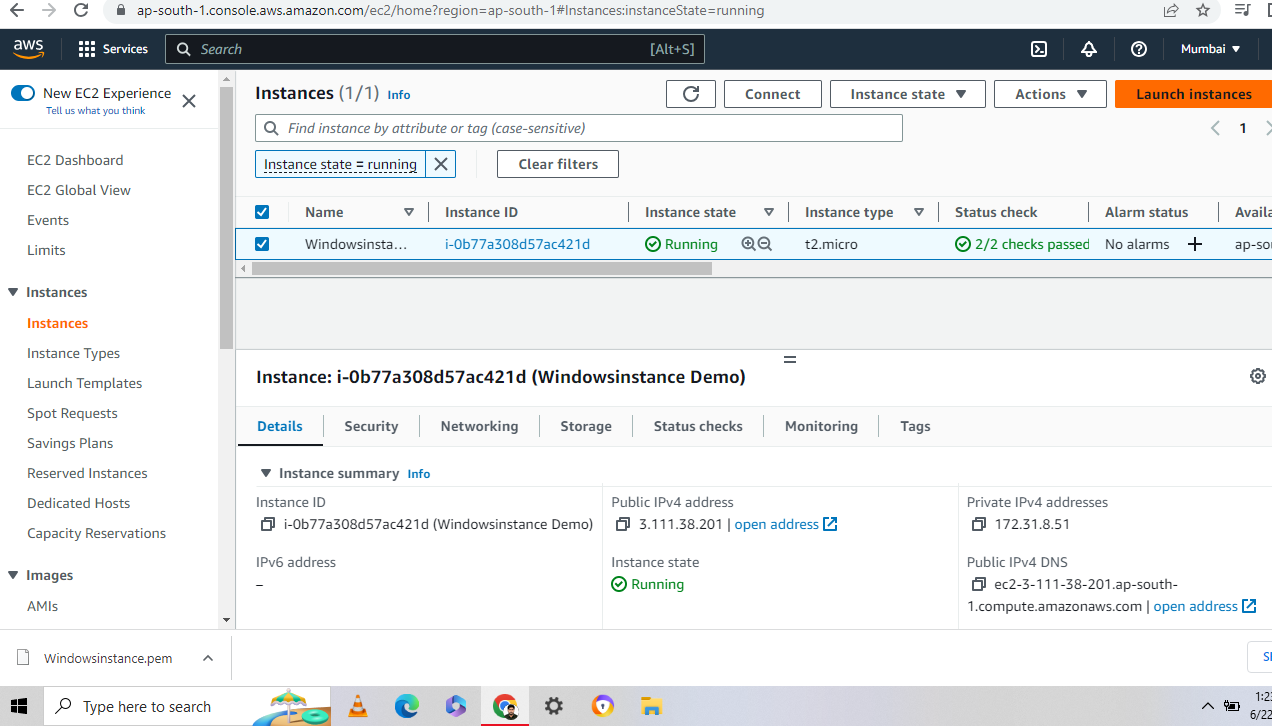 ap-south-1.console.aws.amazon.com/ec2/home?region=ap-south-1#Instances:instanceState=running
aws Services Search [Alt+S] Mumbai
New EC2 Experience
Tell us what you think
EC2 Dashboard
EC2 Global View
Events
Limits
Instances
Instances
Instance Types
Launch Templates
Spot Requests
Savings Plans
Reserved Instances
Dedicated Hosts
Capacity Reservations
Images
AMIs
Instances (1/1) Info Connect Instance state Actions Launch instances
Find instance by attribute or tag (case-sensitive)
1
Instance state = running Clear filters
Name Instance ID Instance state Instance type Status check Alarm status Availa
Windowsinsta... i-0b77a308d57ac421d Running t2.micro 2/2 checks passed No alarms + ap-so
Instance: i-0b77a308d57ac421d (Windowsinstance Demo)
Details Security Networking Storage Status checks Monitoring Tags
Instance summary Info
Instance ID
i-0b77a308d57ac421d (Windowsinstance Demo)
IPv6 address
–
Public IPv4 address
3.111.38.201 | open address
Instance state
Running
Private IPv4 addresses
172.31.8.51
Public IPv4 DNS
ec2-3-111-38-201.ap-south-
1.compute.amazonaws.com | open address
Windowsinstance.pem
Type here to search
1:2
6/22